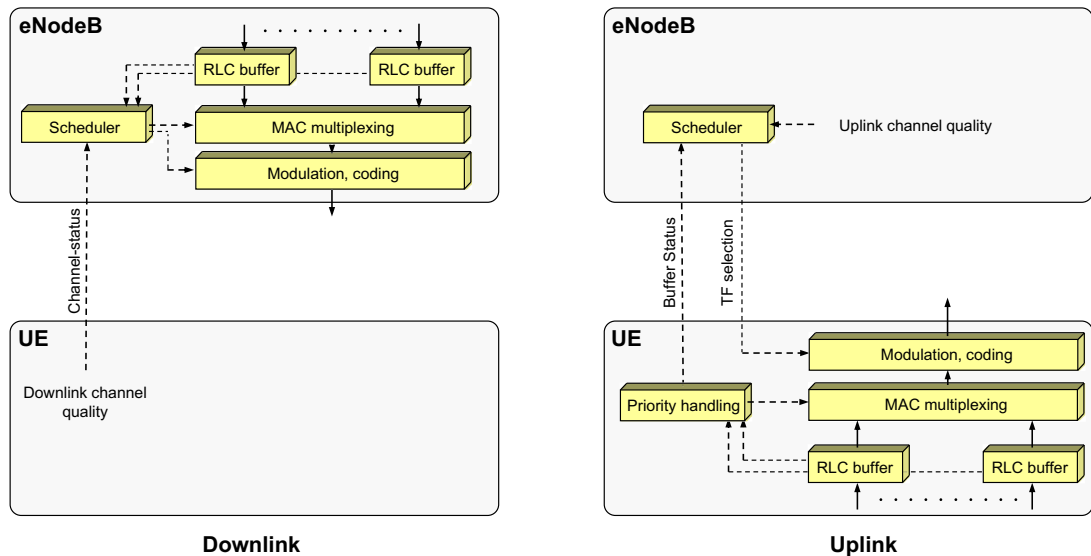 eNodeB
RLC buffer
RLC buffer
Scheduler
MAC multiplexing
Modulation, coding
Channel-status
UE
Downlink channel
quality
Downlink
eNodeB
Scheduler
Uplink channel quality
Buffer Status
TF selection
UE
Modulation, coding
Priority handling
MAC multiplexing
RLC buffer
RLC buffer
Uplink